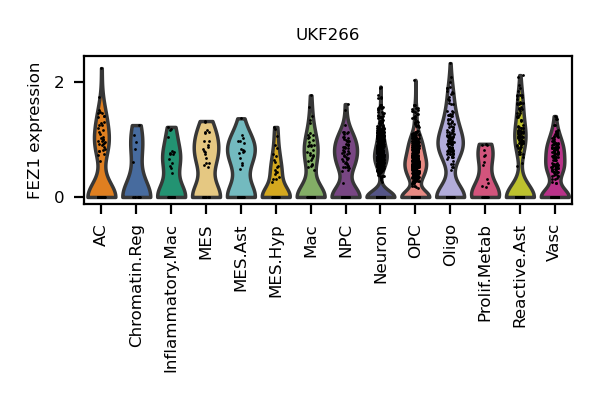 UKF266
FEZ1 expression
2
0
AC
Chromatin.Reg
Inflammatory.Mac
MES
MES.Ast
MES.Hyp
Mac
NPC
Neuron
OPC
Oligo
Prolif.Metab
Reactive.Ast
Vasc